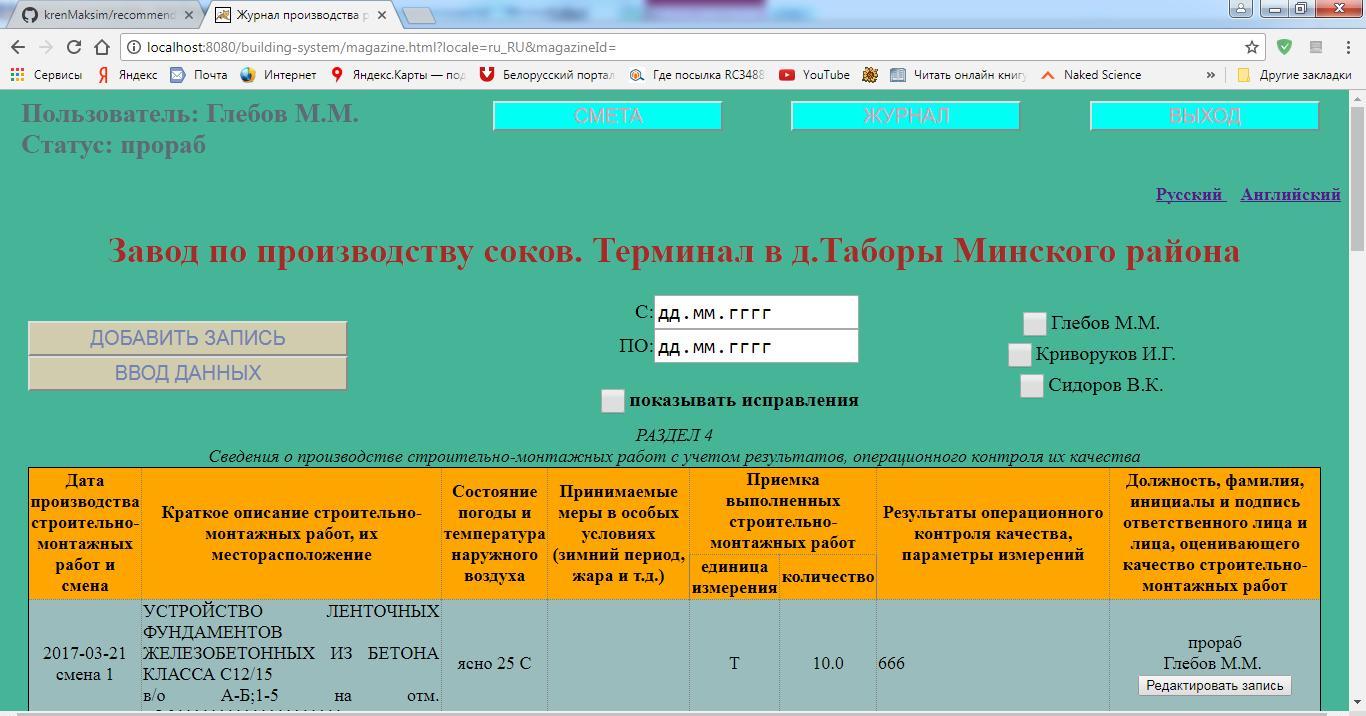 krenMaksim/recommend
Журнал производства р
localhost:8080/building-system/magazine.html?locale=ru_RU&magazineId=
Сервисы Яндекс Почта Интернет Яндекс.Карты — под Белорусский портал Где посылка RC3488 YouTube Читать онлайн книгу Naked Science » Другие закладки
Пользователь: Глебов М.М.
Статус: прораб
СМЕТА ЖУРНАЛ ВЫХОД
Русский Английский
Завод по производству соков. Терминал в д.Таборы Минского района
ДОБАВИТЬ ЗАПИСЬ
ВВОД ДАННЫХ
С: дд.мм.гггг
ПО: дд.мм.гггг
показывать исправления
Глебов М.М.
Криворуков И.Г.
Сидоров В.К.
РАЗДЕЛ 4
Сведения о производстве строительно-монтажных работ с учетом результатов, операционного контроля их качества
Дата
производства
строительно-
монтажных
работ и
смена
Краткое описание строительно-
монтажных работ, их
месторасположение
Состояние
погоды и
температура
наружного
воздуха
Принимаемые
меры в особых
условиях
(зимний период,
жара и т.д.)
Приемка
выполненных
строительно-
монтажных работ
единица
измерения
количество
Результаты операционного
контроля качества,
параметры измерений
Должность, фамилия,
инициалы и подпись
ответственного лица и
лица, оценивающего
качество строительно-
монтажных работ
2017-03-21
смена 1
УСТРОЙСТВО ЛЕНТОЧНЫХ
ФУНДАМЕНТОВ
ЖЕЛЕЗОБЕТОННЫХ ИЗ БЕТОНА
КЛАССА С12/15
в/о А-Б;1-5 на отм.
ясно 25 С
Т
10.0
666
прораб
Глебов М.М.
Редактировать запись